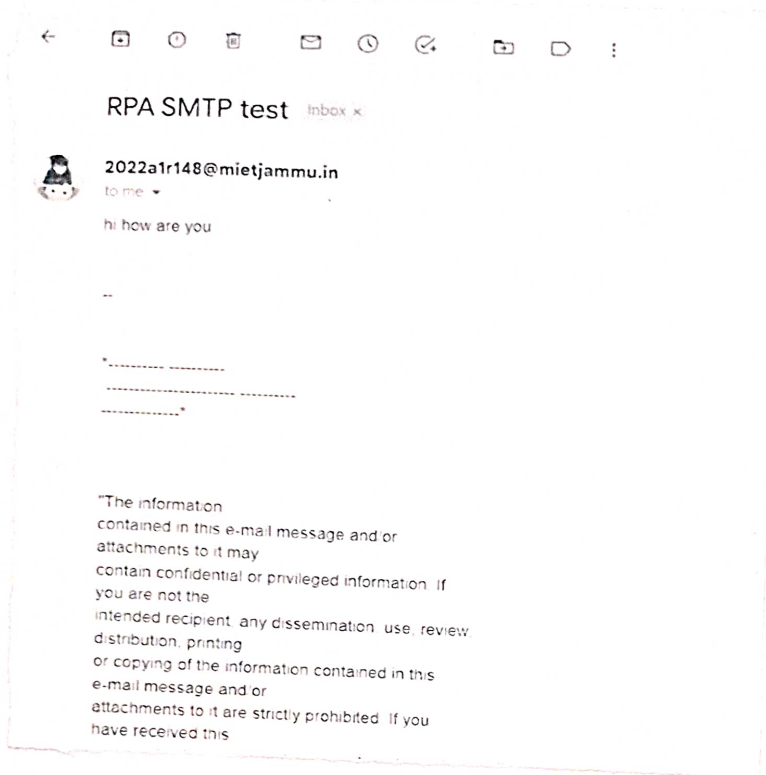 RPA SMTP test Inbox ×
2022a1r148@mietjammu.in
to me
hi how are you
--
*---------- ----------
----------------------- ----------
--------------*
"The information
contained in this e-mail message and/or
attachments to it may
contain confidential or privileged information. If
you are not the
intended recipient, any dissemination, use, review,
distribution, printing
or copying of the information contained in this
e-mail message and/or
attachments to it are strictly prohibited. If you
have received this